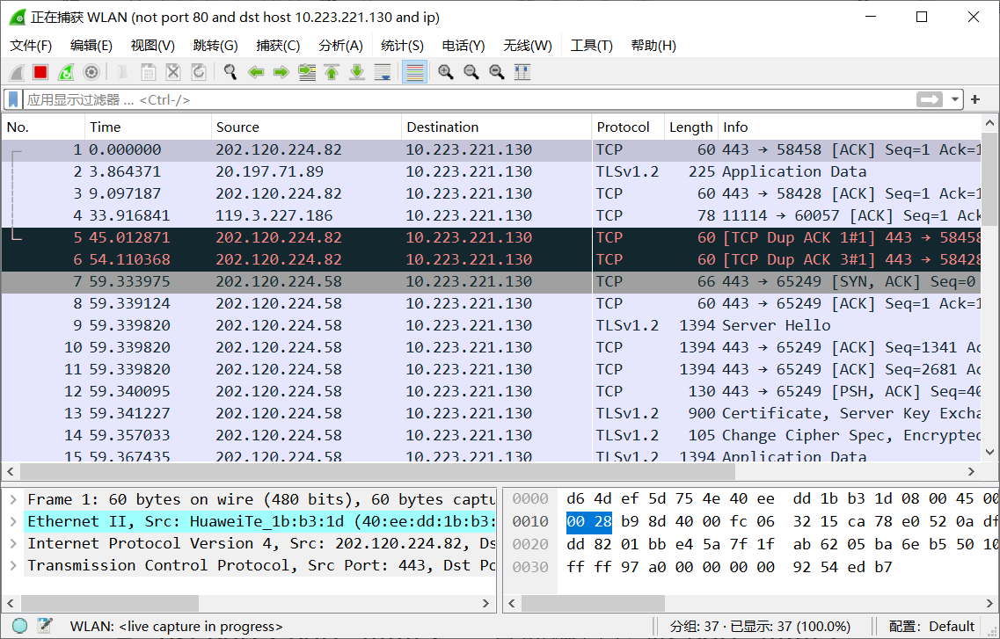 正在捕获 WLAN (not port 80 and dst host 10.223.221.130 and ip)
文件(F) 编辑(E) 视图(V) 跳转(G) 捕获(C) 分析(A) 统计(S) 电话(Y) 无线(W) 工具(T) 帮助(H)
应用显示过滤器 … <Ctrl-/>
No. Time Source Destination Protocol Length Info
1 0.000000 202.120.224.82 10.223.221.130 TCP 60 443 → 58458 [ACK] Seq=1 Ack=1
2 3.864371 20.197.71.89 10.223.221.130 TLSv1.2 225 Application Data
3 9.097187 202.120.224.82 10.223.221.130 TCP 60 443 → 58428 [ACK] Seq=1 Ack=1
4 33.916841 119.3.227.186 10.223.221.130 TCP 78 11114 → 60057 [ACK] Seq=1 Ack
5 45.012871 202.120.224.82 10.223.221.130 TCP 60 [TCP Dup ACK 1#1] 443 → 58458
6 54.110368 202.120.224.82 10.223.221.130 TCP 60 [TCP Dup ACK 3#1] 443 → 58428
7 59.333975 202.120.224.58 10.223.221.130 TCP 66 443 → 65249 [SYN, ACK] Seq=0
8 59.339124 202.120.224.58 10.223.221.130 TCP 60 443 → 65249 [ACK] Seq=1 Ack=1
9 59.339820 202.120.224.58 10.223.221.130 TLSv1.2 1394 Server Hello
10 59.339820 202.120.224.58 10.223.221.130 TCP 1394 443 → 65249 [ACK] Seq=1341 Ac
11 59.339820 202.120.224.58 10.223.221.130 TCP 1394 443 → 65249 [ACK] Seq=2681 Ac
12 59.340095 202.120.224.58 10.223.221.130 TCP 130 443 → 65249 [PSH, ACK] Seq=40
13 59.341227 202.120.224.58 10.223.221.130 TLSv1.2 900 Certificate, Server Key Excha
14 59.357033 202.120.224.58 10.223.221.130 TLSv1.2 105 Change Cipher Spec, Encrypted
15 59.367435 202.120.224.58 10.223.221.130 TLSv1.2 1394 Application Data
Frame 1: 60 bytes on wire (480 bits), 60 bytes captu
Ethernet II, Src: HuaweiTe_1b:b3:1d (40:ee:dd:1b:b3:
Internet Protocol Version 4, Src: 202.120.224.82, Ds
Transmission Control Protocol, Src Port: 443, Dst Po
0000 d6 4d ef 5d 75 4e 40 ee dd 1b b3 1d 08 00 45 00
0010 00 28 b9 8d 40 00 fc 06 32 15 ca 78 e0 52 0a df
0020 dd 82 01 bb e4 5a 7f 1f ab 62 05 ba 6e b5 50 10
0030 ff ff 97 a0 00 00 00 00 92 54 ed b7
WLAN: <live capture in progress>
分组: 37 · 已显示: 37 (100.0%)
配置: Default